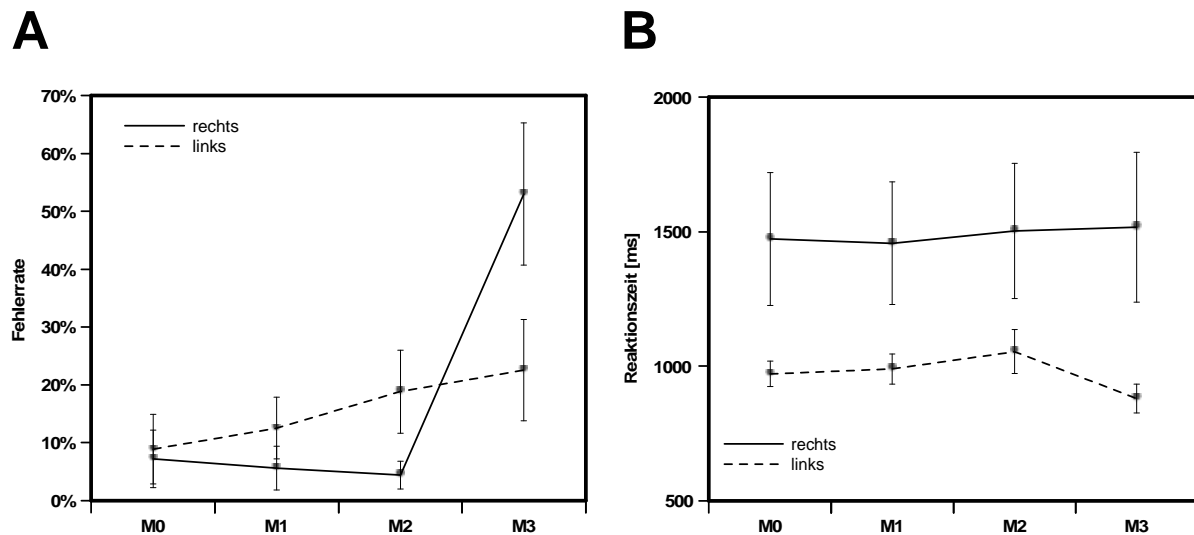 A
Fehlerrate
70%
60%
50%
40%
30%
20%
10%
0%
rechts
links
M0 M1 M2 M3
B
Reaktionszeit [ms]
2000
1500
1000
500
rechts
links
M0 M1 M2 M3